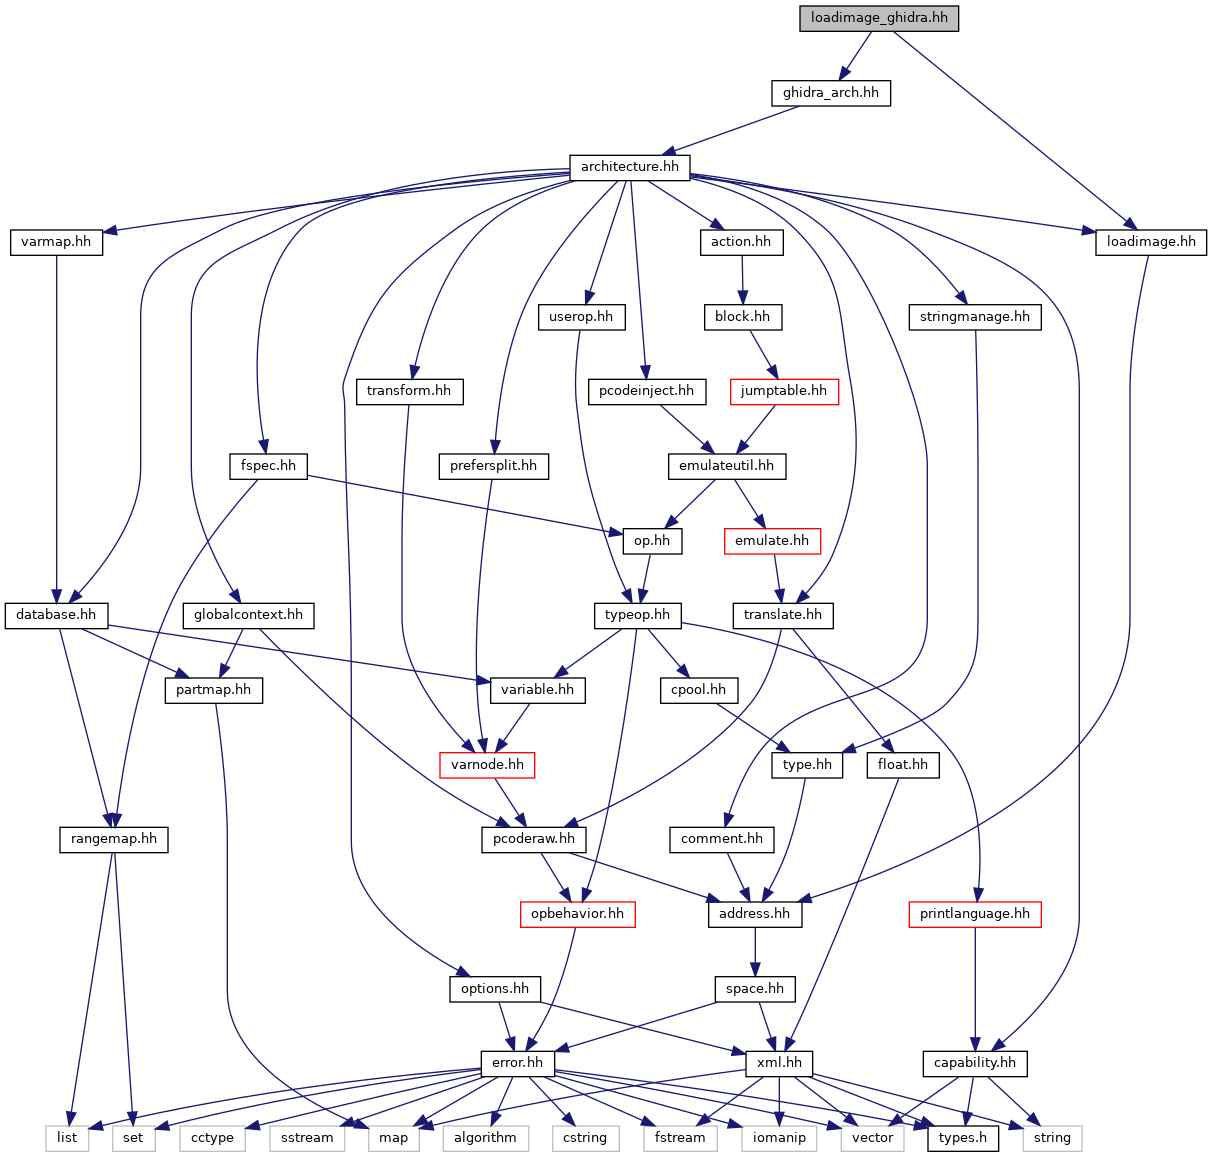 loadimage_ghidra.hh
ghidra_arch.hh
architecture.hh
varmap.hh
action.hh
loadimage.hh
userop.hh
block.hh
stringmanage.hh
transform.hh
pcodeinject.hh
jumptable.hh
fspec.hh
prefersplit.hh
emulateutil.hh
op.hh
emulate.hh
database.hh
globalcontext.hh
typeop.hh
translate.hh
partmap.hh
variable.hh
cpool.hh
varnode.hh
type.hh
float.hh
rangemap.hh
pcoderaw.hh
comment.hh
opbehavior.hh
address.hh
printlanguage.hh
options.hh
space.hh
error.hh
xml.hh
capability.hh
list
set
cctype
sstream
map
algorithm
cstring
fstream
iomanip
vector
types.h
string